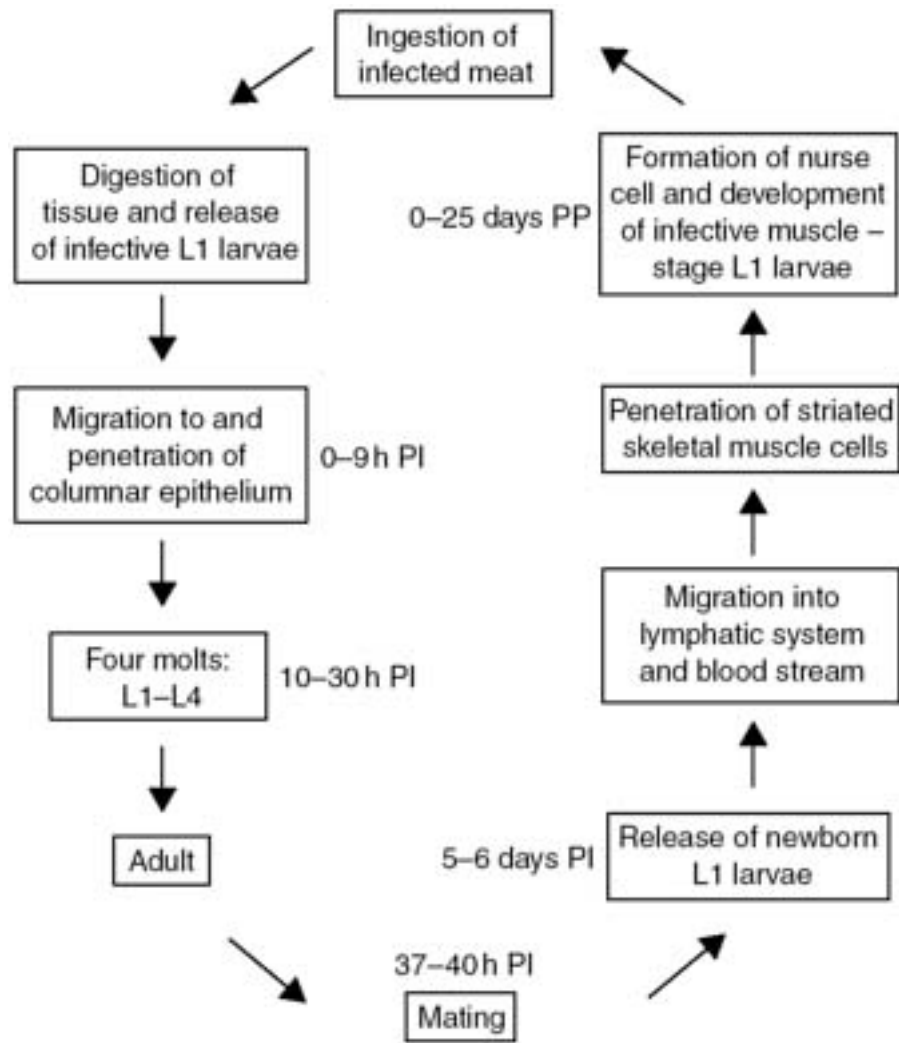 Ingestion of
infected meat
Digestion of
tissue and release
of infective L1 larvae
Migration to and
penetration of
columnar epithelium
0–9 h PI
Four molts:
L1–L4
10–30 h PI
Adult
37–40 h PI
Mating
5–6 days PI
Release of newborn
L1 larvae
Migration into
lymphatic system
and blood stream
Penetration of striated
skeletal muscle cells
0–25 days PP
Formation of nurse
cell and development
of infective muscle –
stage L1 larvae